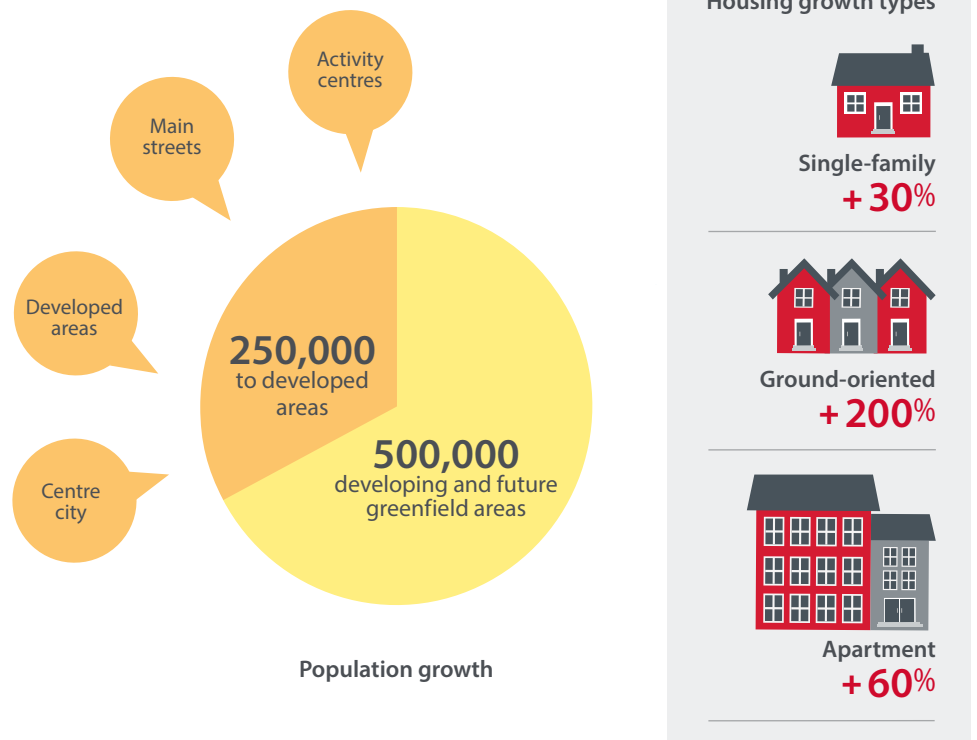 Activity
centres
Main
streets
Developed
areas
Centre
city
250,000
to developed
areas
500,000
developing and future
greenfield areas
Population growth
Housing growth types
Single-family
+ 30%
Ground-oriented
+ 200%
Apartment
+ 60%